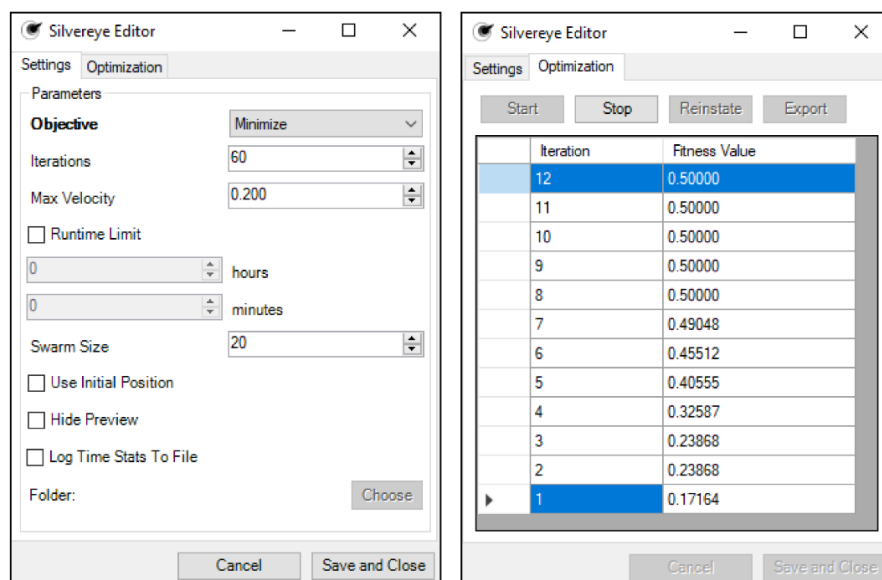 Silvereye Editor
Settings Optimization
Parameters
Objective Minimize
Iterations 60
Max Velocity 0.200
Runtime Limit
0 hours
0 minutes
Swarm Size 20
Use Initial Position
Hide Preview
Log Time Stats To File
Folder: Choose
Cancel Save and Close
Silvereye Editor
Settings Optimization
Start Stop Reinstate Export
Iteration Fitness Value
12 0.50000
11 0.50000
10 0.50000
9 0.50000
8 0.50000
7 0.49048
6 0.45512
5 0.40555
4 0.32587
3 0.23868
2 0.23868
1 0.17164
Cancel Save and Close